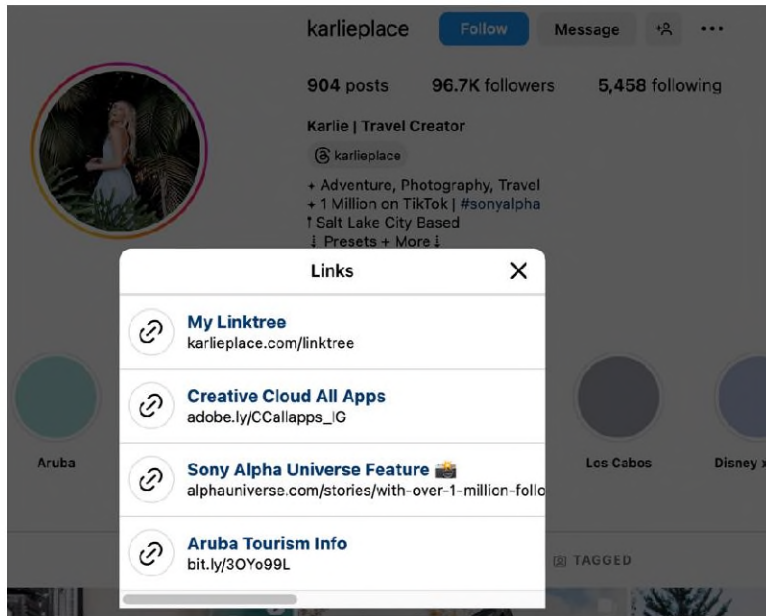 karlieplace Follow Message
904 posts 96.7K followers 5,458 following
Karlie | Travel Creator
karlieplace
+ Adventure, Photography, Travel
+ 1 Million on TikTok | #sonyalpha
↑ Salt Lake City Based
↓ Presets + More ↓
Links
My Linktree
karlieplace.com/linktree
Creative Cloud All Apps
adobe.ly/CCallapps_IG
Sony Alpha Universe Feature 📸
alphauniverse.com/stories/with-over-1-million-follo
Aruba Tourism Info
bit.ly/3OYo99L
Aruba Los Cabos Disney x
TAGGED